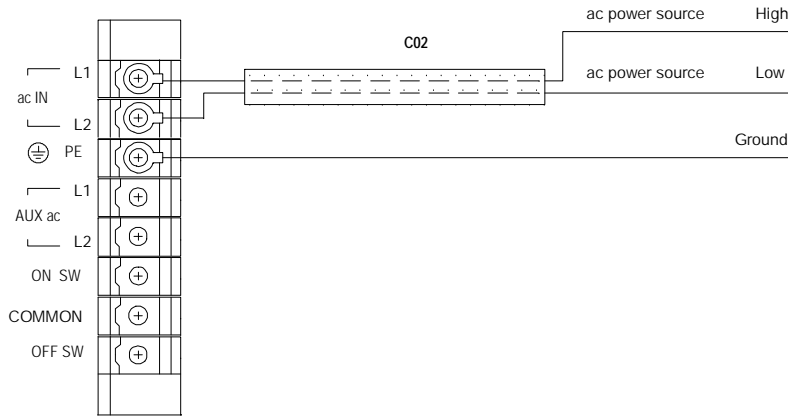 ac power source High
C02
L1
ac power source Low
ac IN
L2
Ground
PE
L1
AUX ac
L2
ON SW
COMMON
OFF SW